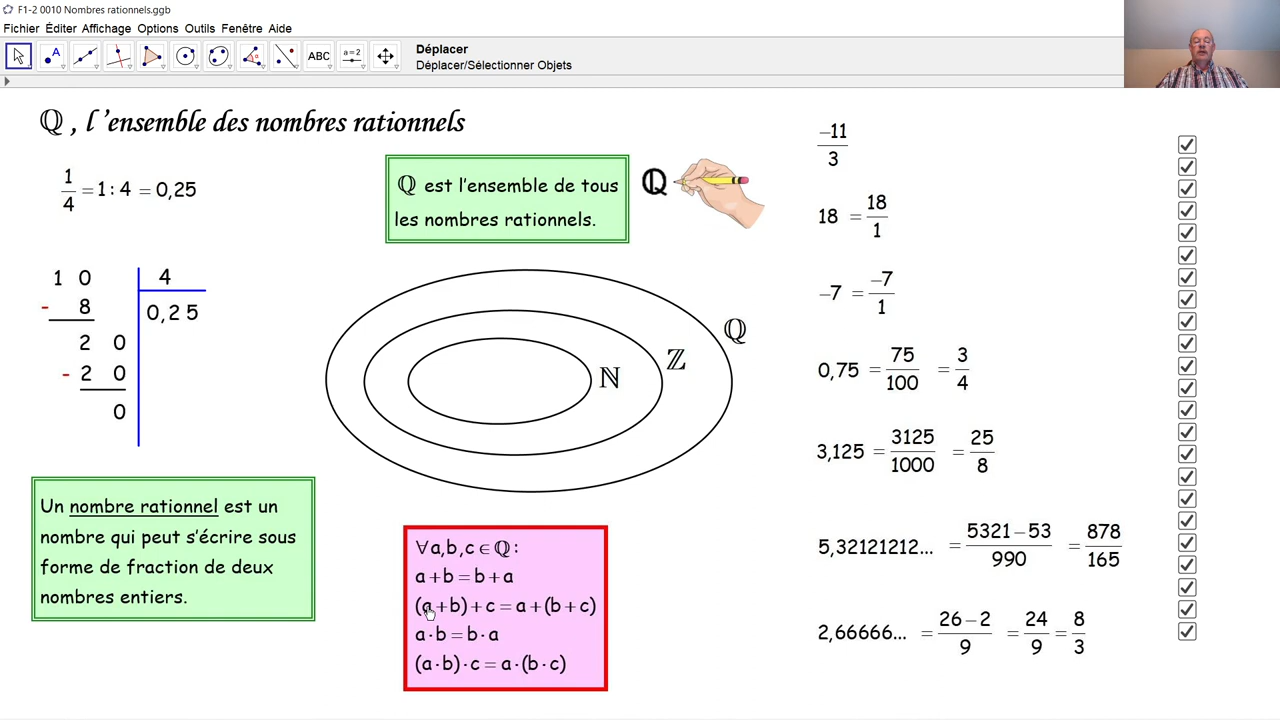 F1-2 0010 Nombres rationnels.ggb
Fichier Éditer Affichage Options Outils Fenêtre Aide
A
ABC
a=2
Déplacer
Déplacer/Sélectionner Objets
ℚ , l ’ensemble des nombres rationnels
1/4 = 1 : 4 = 0,25
1 0 4
- 8 0,2 5
2 0
- 2 0
0
Un nombre rationnel est un
nombre qui peut s’écrire sous
forme de fraction de deux
nombres entiers.
ℚ est l’ensemble de tous
les nombres rationnels.
ℚ
ℚ
ℤ
ℕ
∀a,b,c ∈ ℚ :
a + b = b + a
(a + b) + c = a + (b + c)
a · b = b · a
(a · b) · c = a · (b · c)
−11/3
18 = 18/1
−7 = −7/1
0,75 = 75/100 = 3/4
3,125 = 3125/1000 = 25/8
5,32121212... = 5321 − 53/990 = 878/165
2,66666... = 26 − 2/9 = 24/9 = 8/3